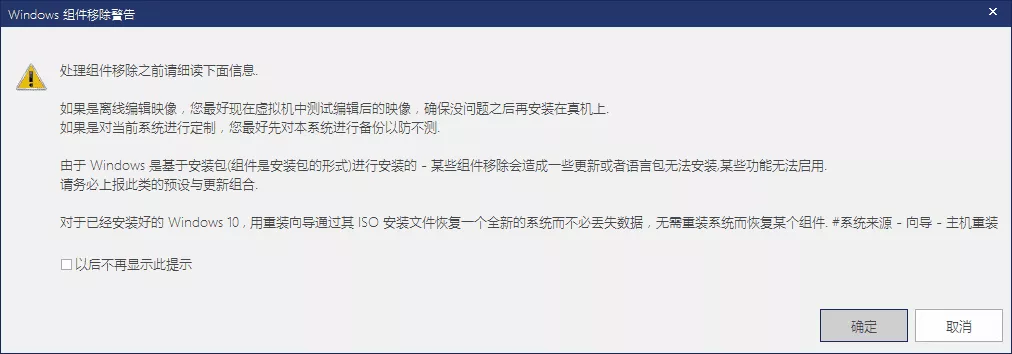 Windows 组件移除警告
处理组件移除之前请细读下面信息.
如果是离线编辑映像，您最好现在虚拟机中测试编辑后的映像，确保没问题之后再安装在真机上.
如果是对当前系统进行定制，您最好先对本系统进行备份以防不测.
由于 Windows 是基于安装包(组件是安装包的形式)进行安装的 - 某些组件移除会造成一些更新或者语言包无法安装,某些功能无法启用.
请务必上报此类的预设与更新组合.
对于已经安装好的 Windows 10，用重装向导通过其 ISO 安装文件恢复一个全新的系统而不必丢失数据，无需重装系统而恢复某个组件. #系统来源 - 向导 - 主机重装
以后不再显示此提示
确定
取消